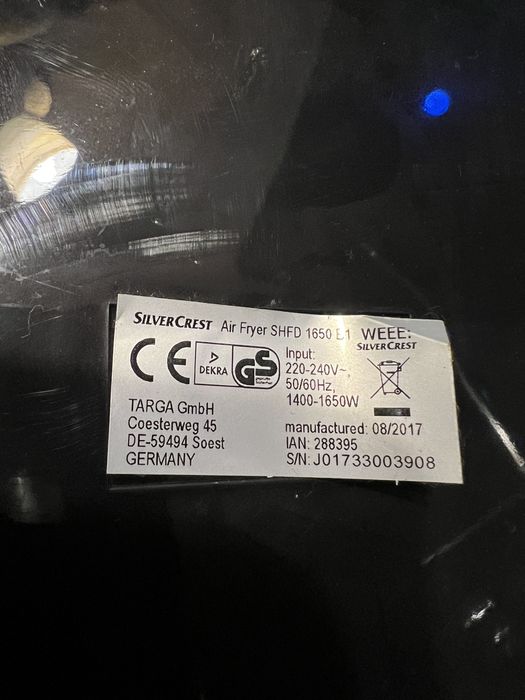 SILVERCREST Air Fryer SHFD 1650 E1
WEEE:
SILVERCREST
CE
DEKRA
GS
Input:
220-240V~,
50/60Hz,
1400-1650W
TARGA GmbH
Coesterweg 45
DE-59494 Soest
GERMANY
manufactured: 08/2017
IAN: 288395
S/N: J01733003908